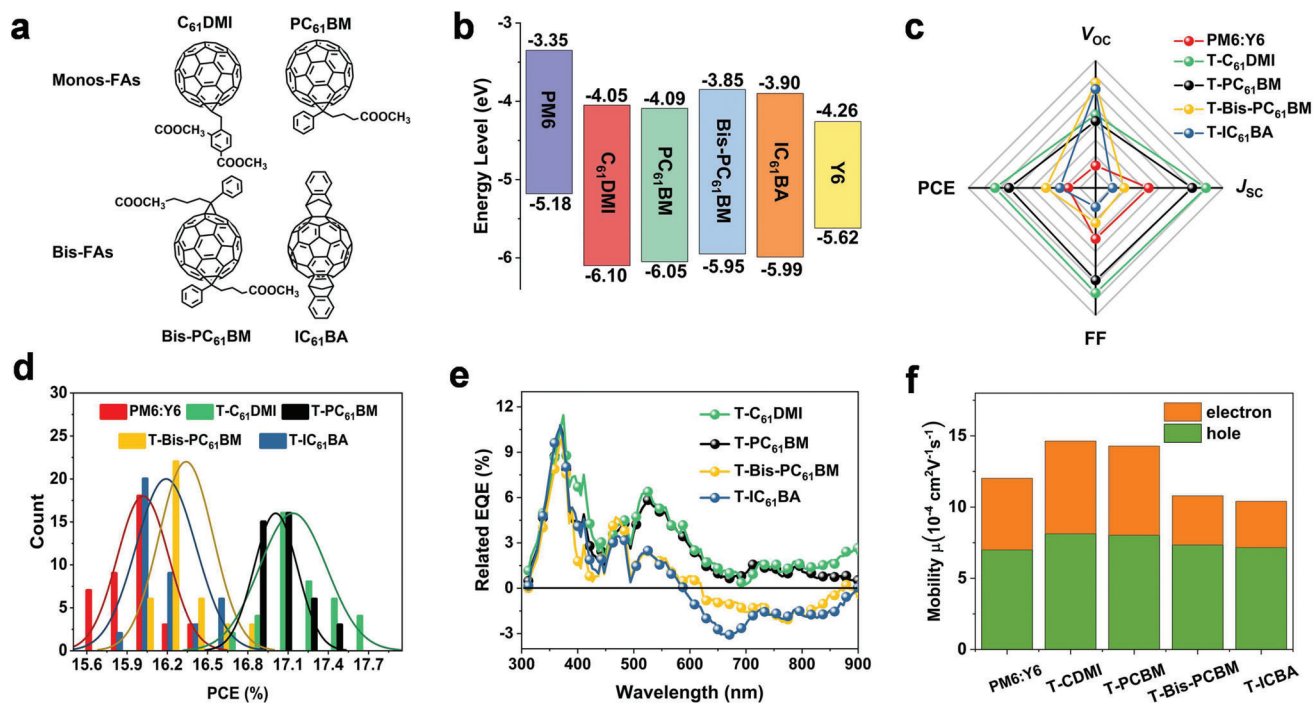 a
C₆₁DMI PC₆₁BM
Monos-FAs
COOCH₃
COOCH₃
COOCH₃
COOCH₃
Bis-FAs
COOCH₃
Bis-PC₆₁BM IC₆₁BA
b
Energy Level (eV)
-3
-4
-5
-6
-3.35
PM6
-5.18
-4.05
C₆₁DMI
-6.10
-4.09
PC₆₁BM
-6.05
-3.85
Bis-PC₆₁BM
-5.95
-3.90
IC₆₁BA
-5.99
-4.26
Y6
-5.62
c
VOC
PM6:Y6
T-C₆₁DMI
T-PC₆₁BM
T-Bis-PC₆₁BM
T-IC₆₁BA
PCE
JSC
FF
d
Count
30
25
20
15
10
5
0
PM6:Y6 T-C₆₁DMI T-PC₆₁BM
T-Bis-PC₆₁BM T-IC₆₁BA
15.6 15.9 16.2 16.5 16.8 17.1 17.4 17.7
PCE (%)
e
Related EQE (%)
12
9
6
3
0
-3
T-C₆₁DMI
T-PC₆₁BM
T-Bis-PC₆₁BM
T-IC₆₁BA
300 400 500 600 700 800 900
Wavelength (nm)
f
Mobility μ(10⁻⁴ cm²V⁻¹s⁻¹)
15
10
5
0
electron
hole
PM6:Y6 T-CDMI T-PCBM T-Bis-PCBM T-ICBA